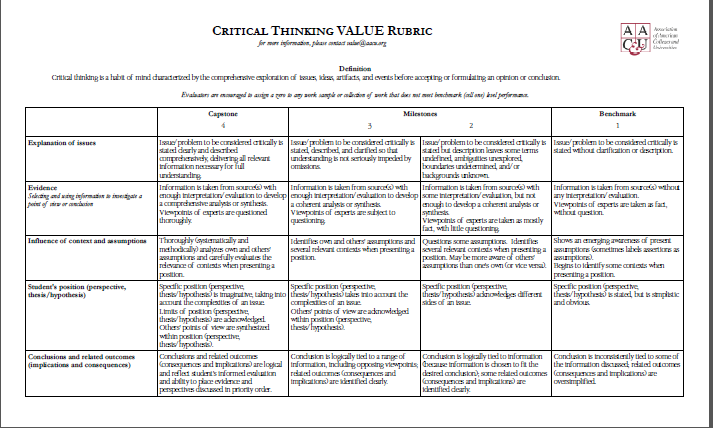 CRITICAL THINKING VALUE RUBRIC
for more information, please contact value@aacu.org
A A
C U
Association
of American
Colleges and
Universities
Definition
Critical thinking is a habit of mind characterized by the comprehensive exploration of issues, ideas, artifacts, and events before accepting or formulating an opinion or conclusion.
Evaluators are encouraged to assign a zero to any work sample or collection of work that does not meet benchmark (cell one) level performance.
Capstone
4
Milestones
3
2
Benchmark
1
Explanation of issues
Issue/problem to be considered critically is
stated clearly and described
comprehensively, delivering all relevant
information necessary for full
understanding.
Issue/problem to be considered critically is
stated, described, and clarified so that
understanding is not seriously impeded by
omissions.
Issue/problem to be considered critically is
stated but description leaves some terms
undefined, ambiguities unexplored,
boundaries undetermined, and/or
backgrounds unknown.
Issue/problem to be considered critically is
stated without clarification or description.
Evidence
Selecting and using information to investigate a
point of view or conclusion
Information is taken from source(s) with
enough interpretation/evaluation to develop
a comprehensive analysis or synthesis.
Viewpoints of experts are questioned
thoroughly.
Information is taken from source(s) with
enough interpretation/evaluation to develop
a coherent analysis or synthesis.
Viewpoints of experts are subject to
questioning.
Information is taken from source(s) with
some interpretation/evaluation, but not
enough to develop a coherent analysis or
synthesis.
Viewpoints of experts are taken as mostly
fact, with little questioning.
Information is taken from source(s) without
any interpretation/evaluation.
Viewpoints of experts are taken as fact,
without question.
Influence of context and assumptions
Thoroughly (systematically and
methodically) analyzes own and others'
assumptions and carefully evaluates the
relevance of contexts when presenting a
position.
Identifies own and others' assumptions and
several relevant contexts when presenting a
position.
Questions some assumptions. Identifies
several relevant contexts when presenting a
position. May be more aware of others'
assumptions than one's own (or vice versa).
Shows an emerging awareness of present
assumptions (sometimes labels assertions as
assumptions).
Begins to identify some contexts when
presenting a position.
Student's position (perspective,
thesis/hypothesis)
Specific position (perspective,
thesis/hypothesis) is imaginative, taking into
account the complexities of an issue.
Limits of position (perspective,
thesis/hypothesis) are acknowledged.
Others' points of view are synthesized
within position (perspective,
thesis/hypothesis).
Specific position (perspective,
thesis/hypothesis) takes into account the
complexities of an issue.
Others' points of view are acknowledged
within position (perspective,
thesis/hypothesis).
Specific position (perspective,
thesis/hypothesis) acknowledges different
sides of an issue.
Specific position (perspective,
thesis/hypothesis) is stated, but is simplistic
and obvious.
Conclusions and related outcomes
(implications and consequences)
Conclusions and related outcomes
(consequences and implications) are logical
and reflect student's informed evaluation
and ability to place evidence and
perspectives discussed in priority order.
Conclusion is logically tied to a range of
information, including opposing viewpoints;
related outcomes (consequences and
implications) are identified clearly.
Conclusion is logically tied to information
(because information is chosen to fit the
desired conclusion); some related outcomes
(consequences and implications) are
identified clearly.
Conclusion is inconsistently tied to some of
the information discussed; related outcomes
(consequences and implications) are
oversimplified.